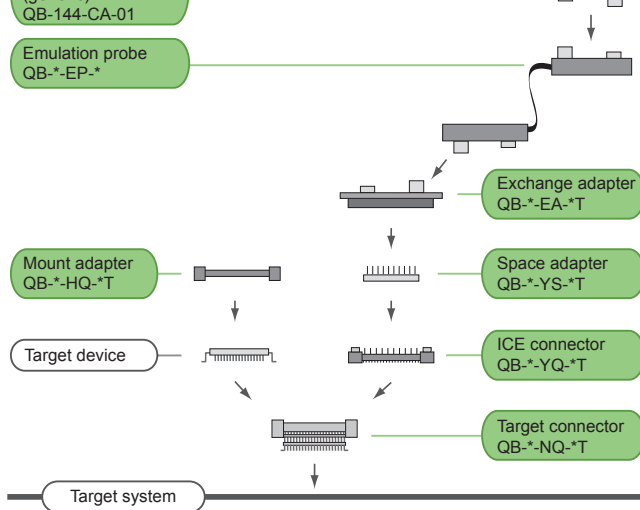 QB-144-CA-01
Emulation probe
QB-*-EP-*
Exchange adapter
QB-*-EA-*T
Mount adapter
QB-*-HQ-*T
Space adapter
QB-*-YS-*T
Target device
ICE connector
QB-*-YQ-*T
Target connector
QB-*-NQ-*T
Target system